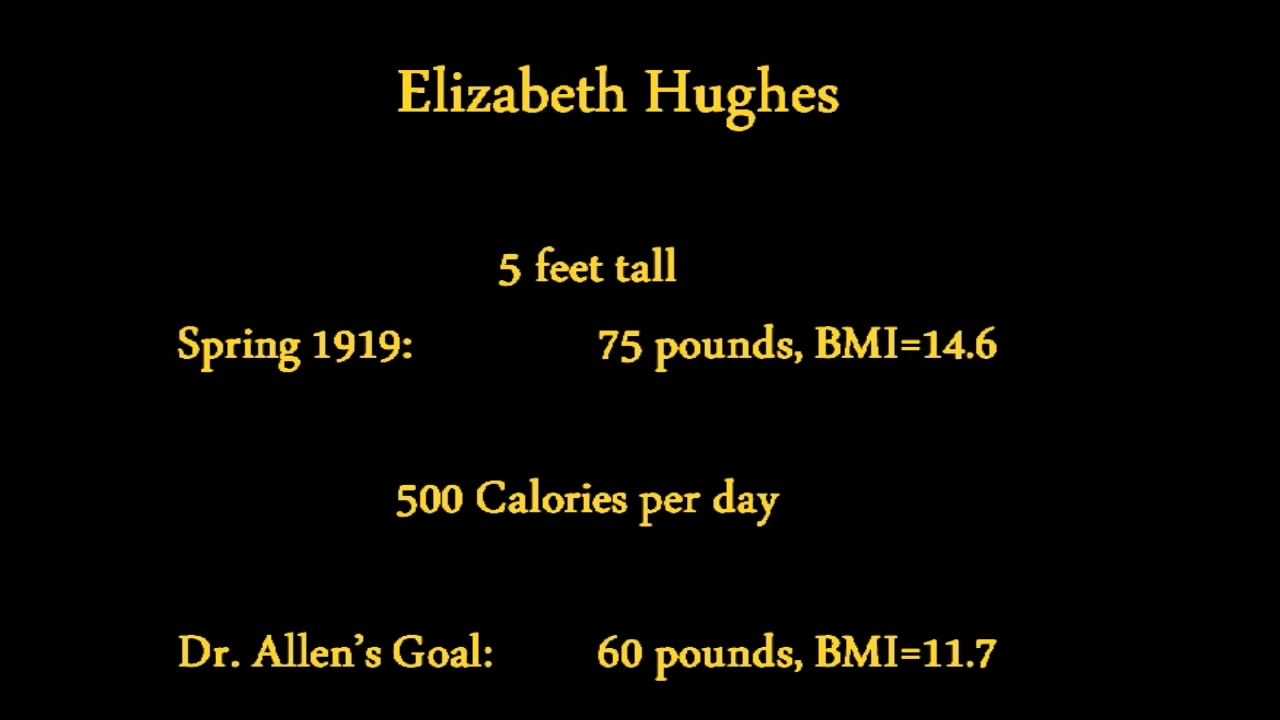 Elizabeth Hughes
5 feet tall
Spring 1919: 75 pounds, BMI=14.6
500 Calories per day
Dr. Allen’s Goal: 60 pounds, BMI=11.7